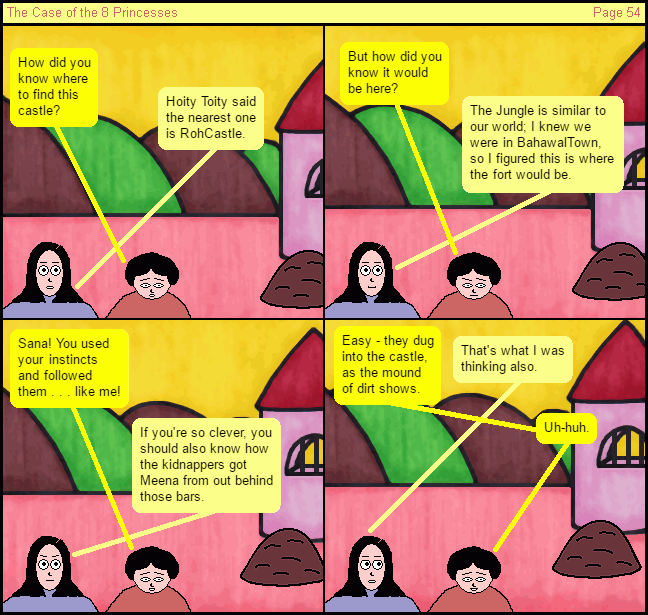 The Case of the 8 Princesses
Page 54
How did you
know where
to find this
castle?
Hoity Toity said
the nearest one
is RohCastle.
But how did you
know it would
be here?
The Jungle is similar to
our world; I knew we
were in BahawalTown,
so I figured this is where
the fort would be.
Sana! You used
your instincts
and followed
them . . . like me!
If you're so clever, you
should also know how
the kidnappers got
Meena from out behind
those bars.
Easy - they dug
into the castle,
as the mound
of dirt shows.
That's what I was
thinking also.
Uh-huh.